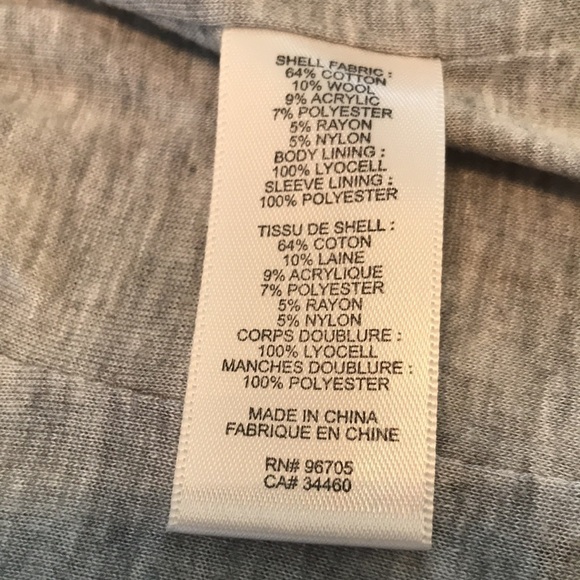 SHELL FABRIC :
64% COTTON
10% WOOL
9% ACRYLIC
7% POLYESTER
5% RAYON
5% NYLON
BODY LINING :
100% LYOCELL
SLEEVE LINING :
100% POLYESTER
TISSU DE SHELL :
64% COTON
10% LAINE
9% ACRYLIQUE
7% POLYESTER
5% RAYON
5% NYLON
CORPS DOUBLURE :
100% LYOCELL
MANCHES DOUBLURE :
100% POLYESTER
MADE IN CHINA
FABRIQUE EN CHINE
RN# 96705
CA# 34460